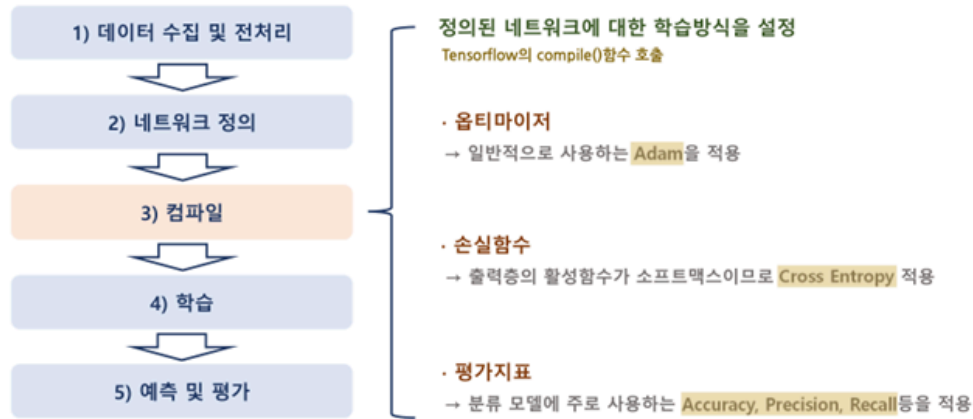 1) 데이터 수집 및 전처리
2) 네트워크 정의
3) 컴파일
4) 학습
5) 예측 및 평가
정의된 네트워크에 대한 학습방식을 설정
Tensorflow의 compile()함수 호출
· 옵티마이저
→ 일반적으로 사용하는 Adam을 적용
· 손실함수
→ 출력층의 활성함수가 소프트맥스이므로 Cross Entropy 적용
· 평가지표
→ 분류 모델에 주로 사용하는 Accuracy, Precision, Recall등을 적용